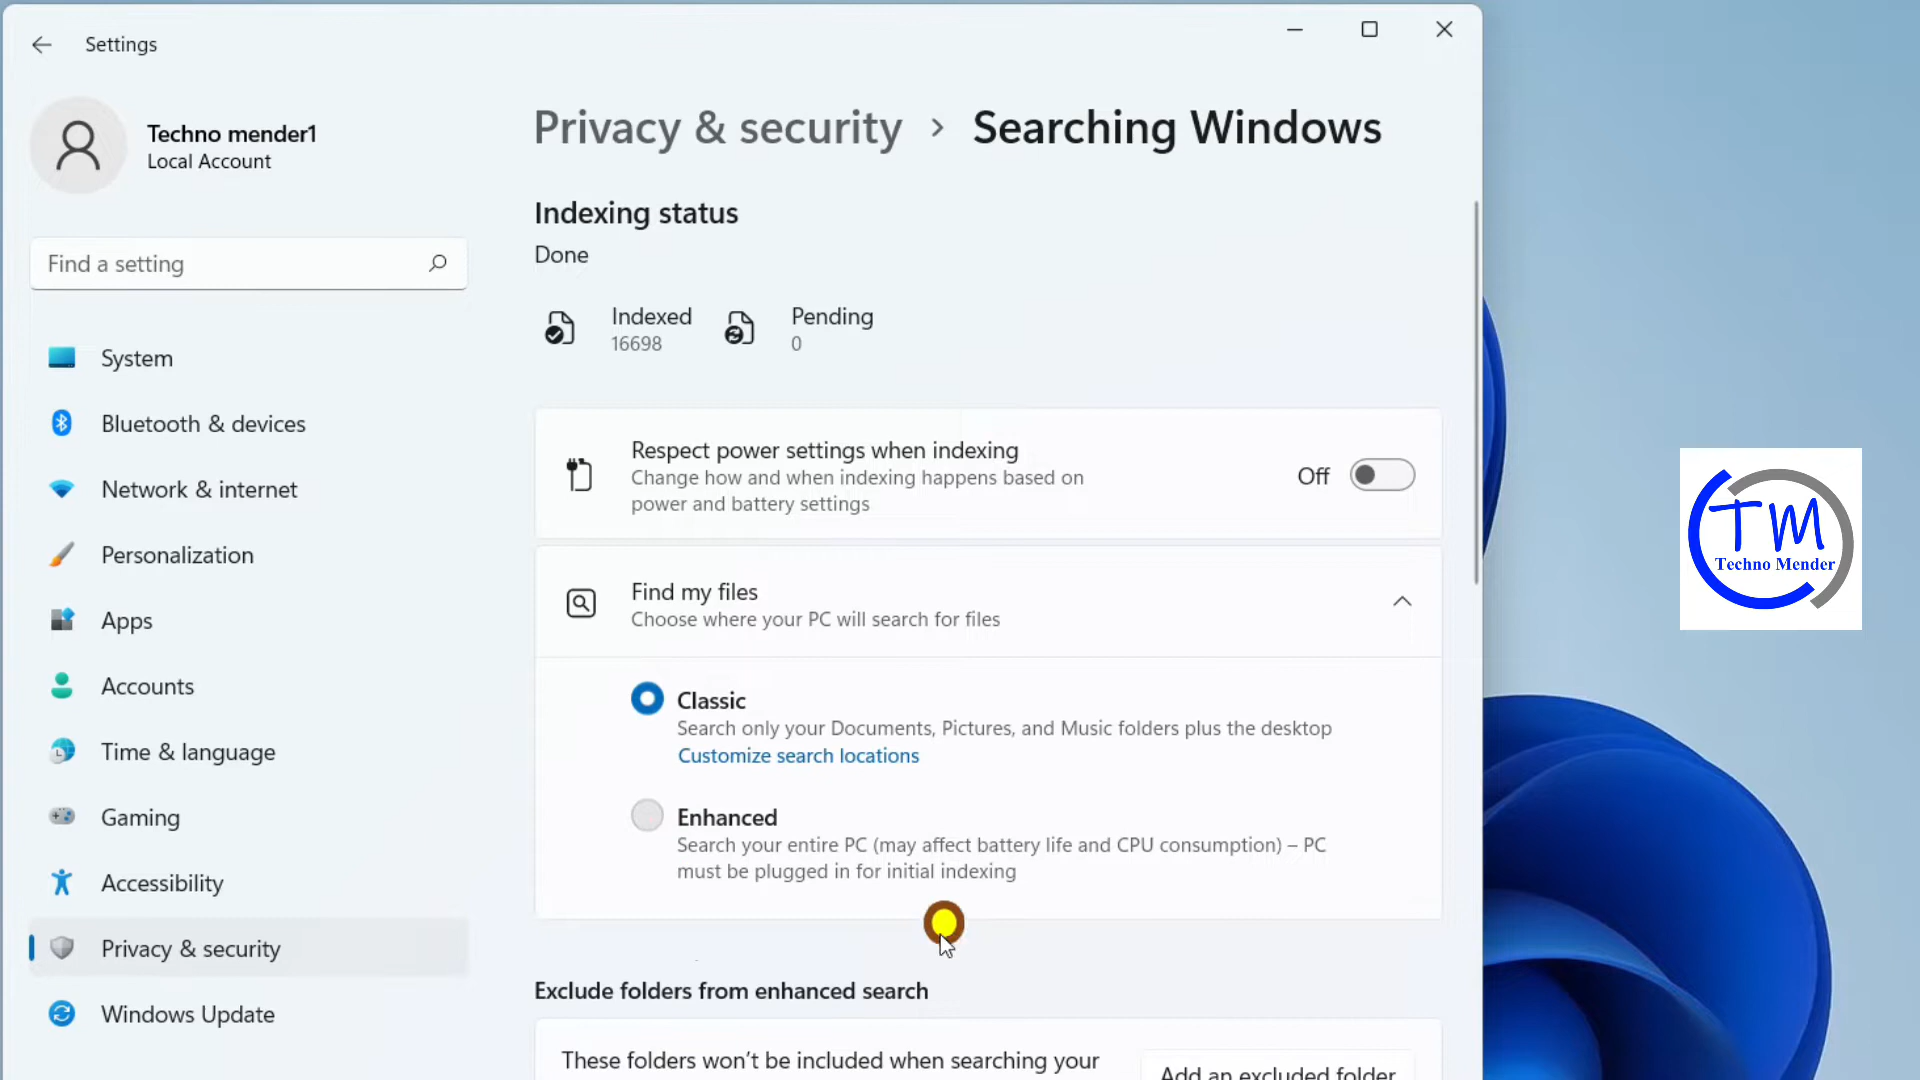 Settings
Techno mender1
Local Account
Find a setting
System
Bluetooth & devices
Network & internet
Personalization
Apps
Accounts
Time & language
Gaming
Accessibility
Privacy & security
Windows Update
Privacy & security > Searching Windows
Indexing status
Done
Indexed
16698
Pending
0
Respect power settings when indexing
Change how and when indexing happens based on
power and battery settings
Off
Find my files
Choose where your PC will search for files
Classic
Search only your Documents, Pictures, and Music folders plus the desktop
Customize search locations
Enhanced
Search your entire PC (may affect battery life and CPU consumption) – PC
must be plugged in for initial indexing
Exclude folders from enhanced search
These folders won't be included when searching your
Add an excluded folder
TM
Techno Mender